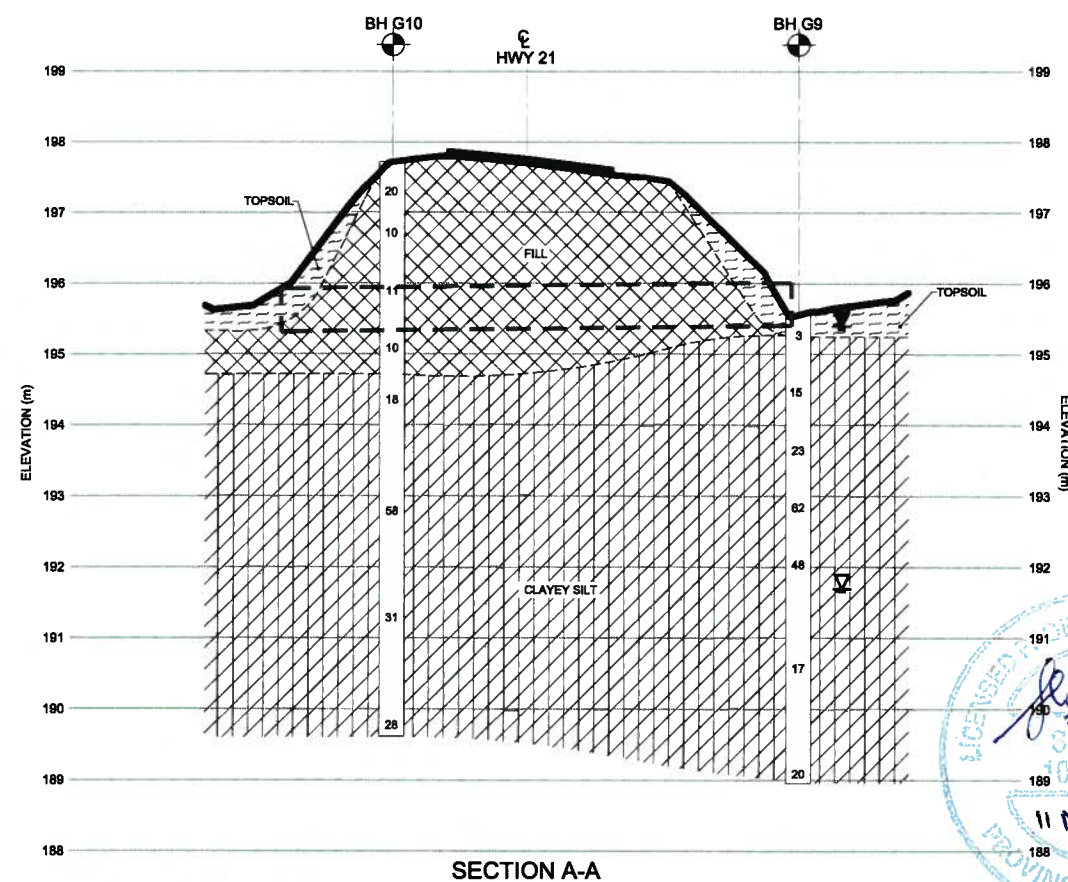 BH G10
℄
HWY 21
BH G9
199 199
198 198
197 197
196 196
195 195
194 194
193 193
192 192
191 191
190 190
189 189
188 188
ELEVATION (m)
ELEVATION (m)
TOPSOIL
FILL
TOPSOIL
CLAYEY SILT
20
10
11
10
18
58
31
28
3
15
23
62
48
17
20
LICENSED
11
SECTION A-A